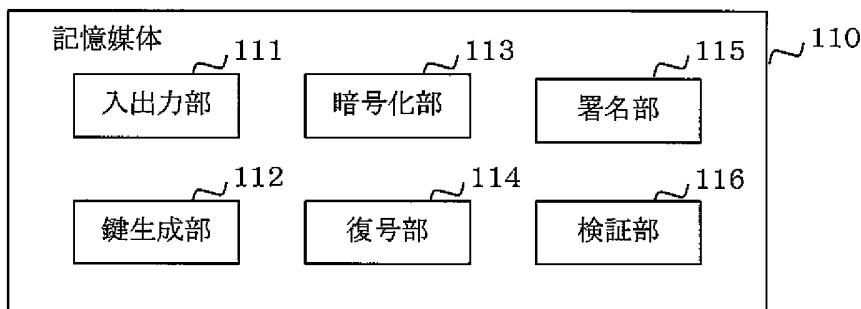 記憶媒体
110
111
113
115
入出力部
暗号化部
署名部
112
114
116
鍵生成部
復号部
検証部